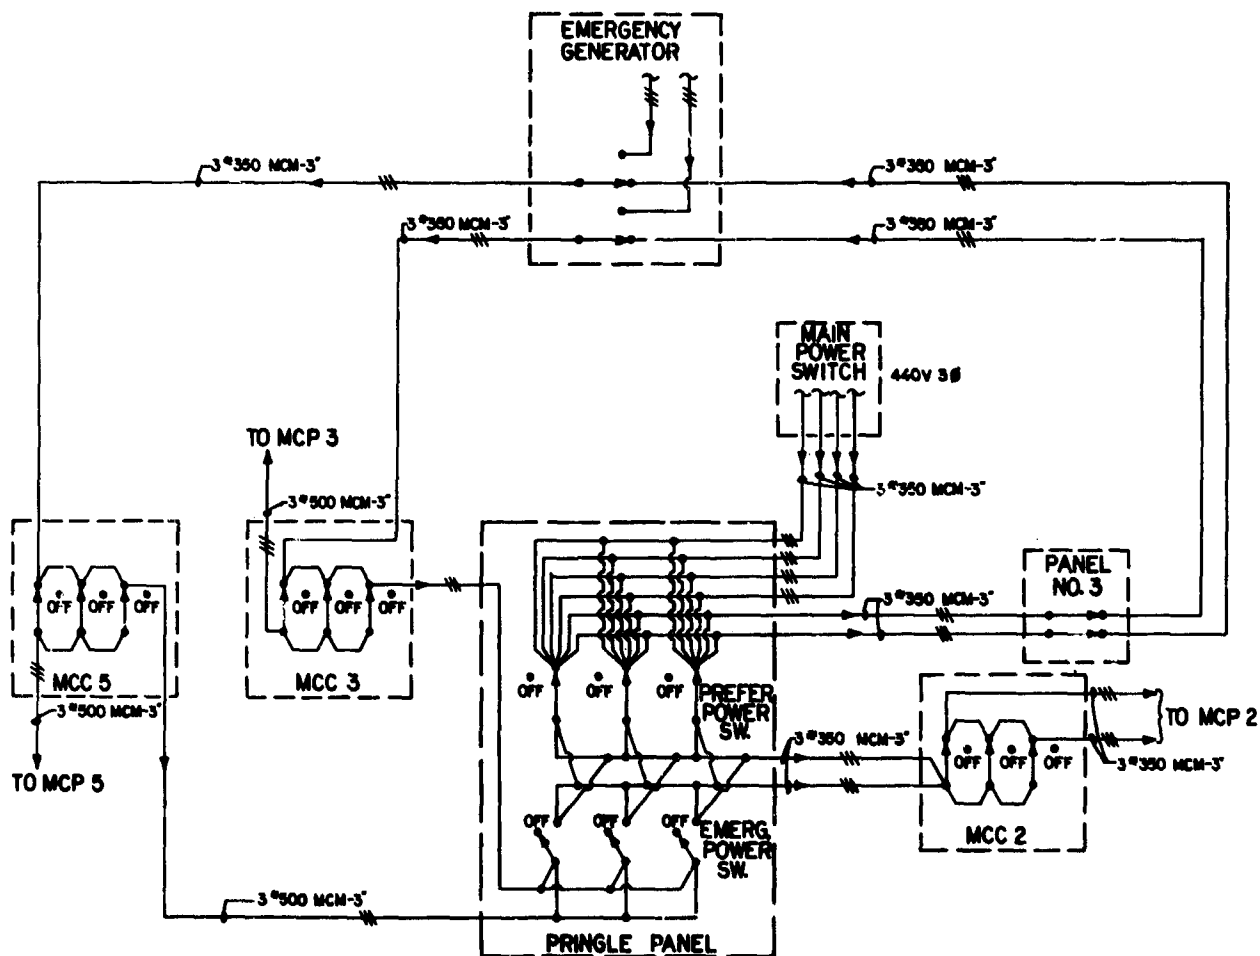 EMERGENCY
GENERATOR
3 #350 MCM-3"
3 #350 MCM-3"
3 #350 MCM-3"
3 #350 MCM-3"
MAIN
POWER
SWITCH
440V 3Ø
TO MCP 3
3 #350 MCM-3"
3 #500 MCM-3"
PANEL
NO. 3
OFF OFF OFF
OFF OFF OFF
3 #350 MCM-3"
MCC 5
MCC 3
OFF OFF OFF
PREFER.
POWER
SW.
3 #500 MCM-3"
TO MCP 2
3 #350 MCM-3"
OFF OFF OFF
3 #350 MCM-3"
TO MCP 5
OFF OFF OFF
EMERG.
POWER
SW.
MCC 2
3 #500 MCM-3"
PRINGLE PANEL